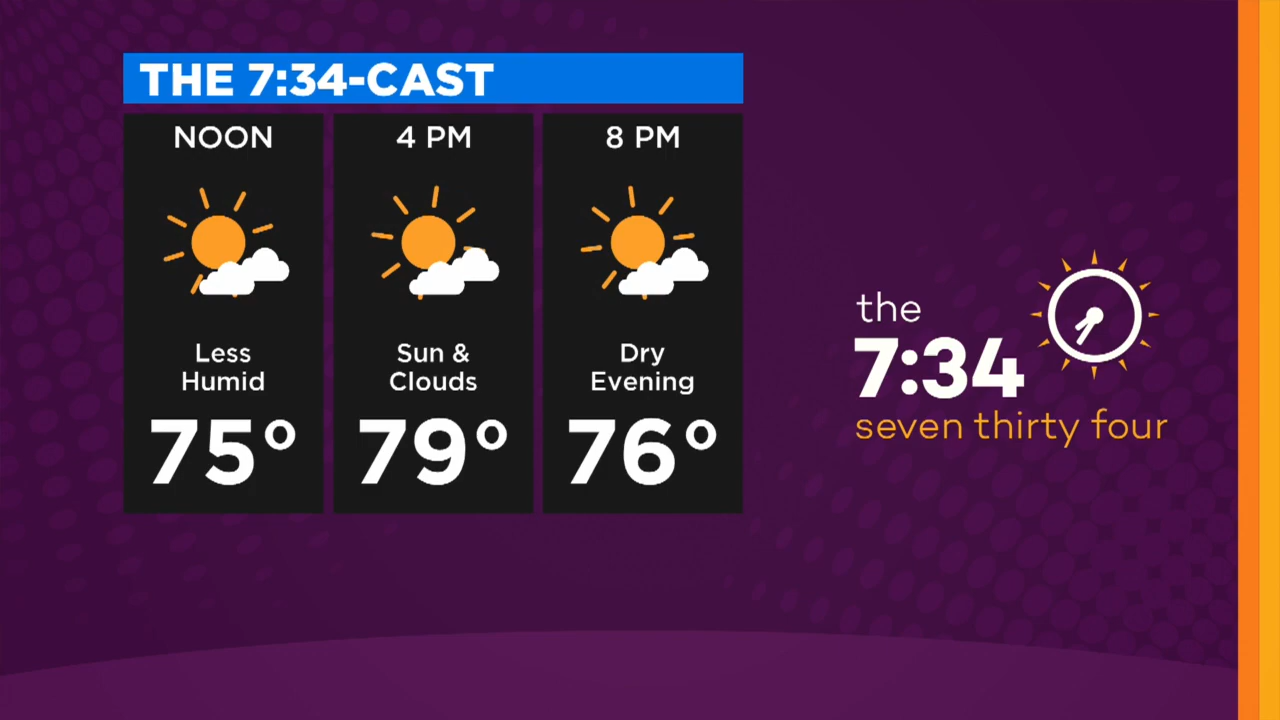 THE 7:34-CAST
NOON
Less
Humid
75°
4 PM
Sun &
Clouds
79°
8 PM
Dry
Evening
76°
the
7:34
seven thirty four